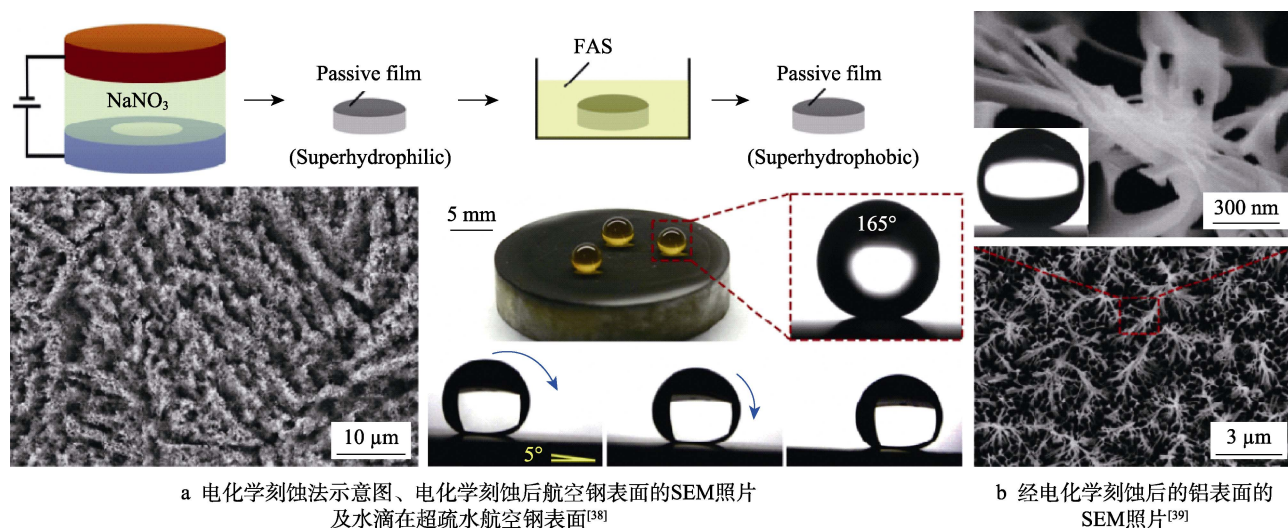 NaNO₃
Passive film
(Superhydrophilic)
FAS
Passive film
(Superhydrophobic)
300 nm
10 μm
5 mm
165°
5°
3 μm
a 电化学刻蚀法示意图、电化学刻蚀后航空钢表面的SEM照片
及水滴在超疏水航空钢表面[38]
b 经电化学刻蚀后的铝表面的
SEM照片[39]